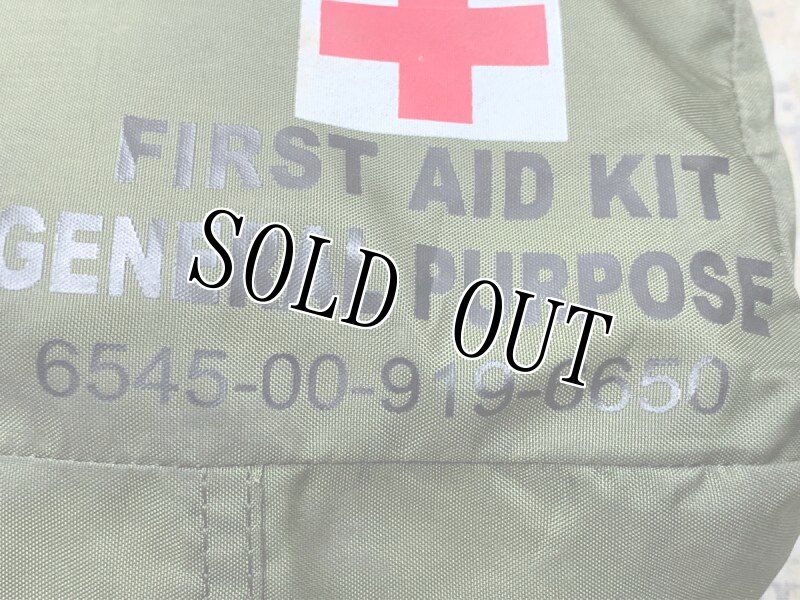 FIRST AID KIT
GENERAL PURPOSE
SOLD OUT
6545-00-919-6650